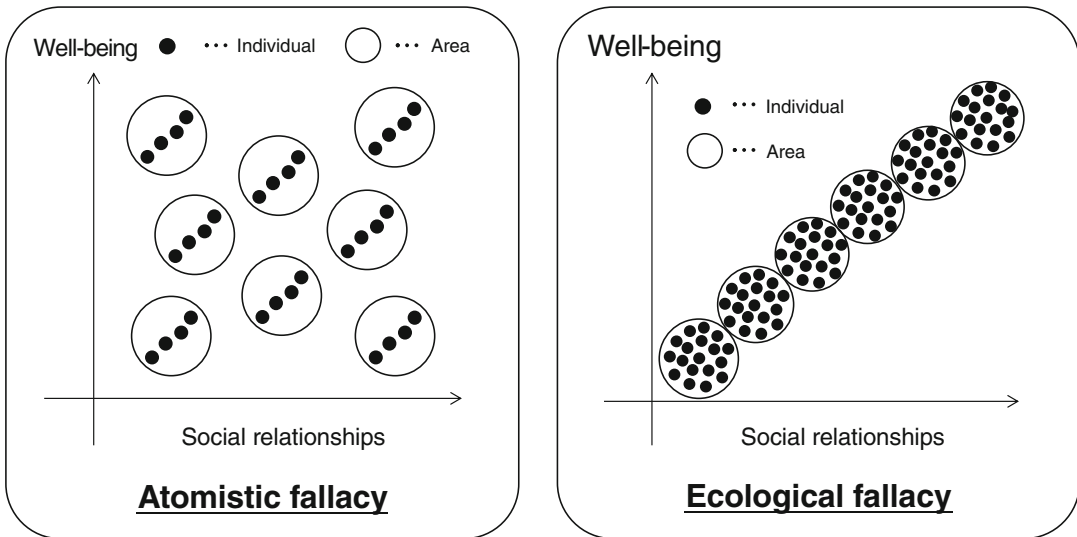 Well-being ● ··· Individual ○ ··· Area
Social relationships
Atomistic fallacy
Well-being
● ··· Individual
○ ··· Area
Social relationships
Ecological fallacy